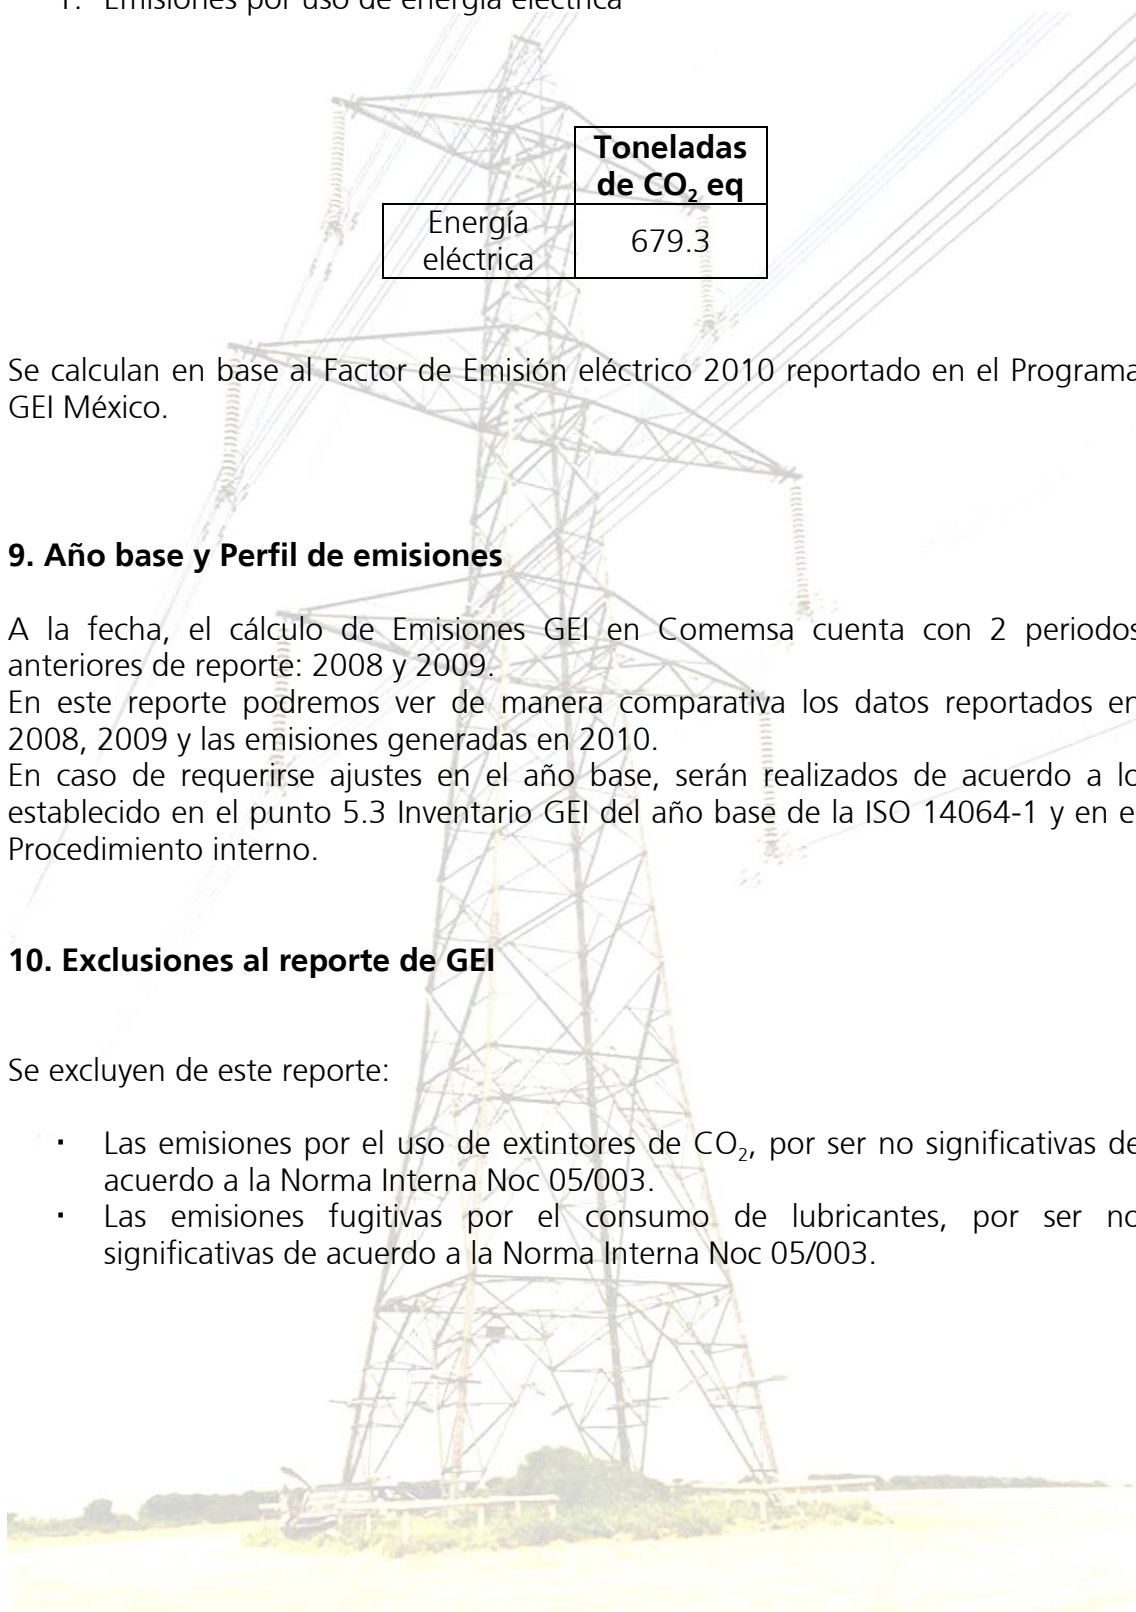 1. Emisiones por uso de energía eléctrica
Toneladas
de CO₂ eq
Energía
eléctrica
679.3
Se calculan en base al Factor de Emisión eléctrico 2010 reportado en el Programa
GEI México.
9. Año base y Perfil de emisiones
A la fecha, el cálculo de Emisiones GEI en Comemsa cuenta con 2 periodos
anteriores de reporte: 2008 y 2009.
En este reporte podremos ver de manera comparativa los datos reportados en
2008, 2009 y las emisiones generadas en 2010.
En caso de requerirse ajustes en el año base, serán realizados de acuerdo a lo
establecido en el punto 5.3 Inventario GEI del año base de la ISO 14064-1 y en el
Procedimiento interno.
10. Exclusiones al reporte de GEI
Se excluyen de este reporte:
· Las emisiones por el uso de extintores de CO₂, por ser no significativas de
acuerdo a la Norma Interna Noc 05/003.
· Las emisiones fugitivas por el consumo de lubricantes, por ser no
significativas de acuerdo a la Norma Interna Noc 05/003.